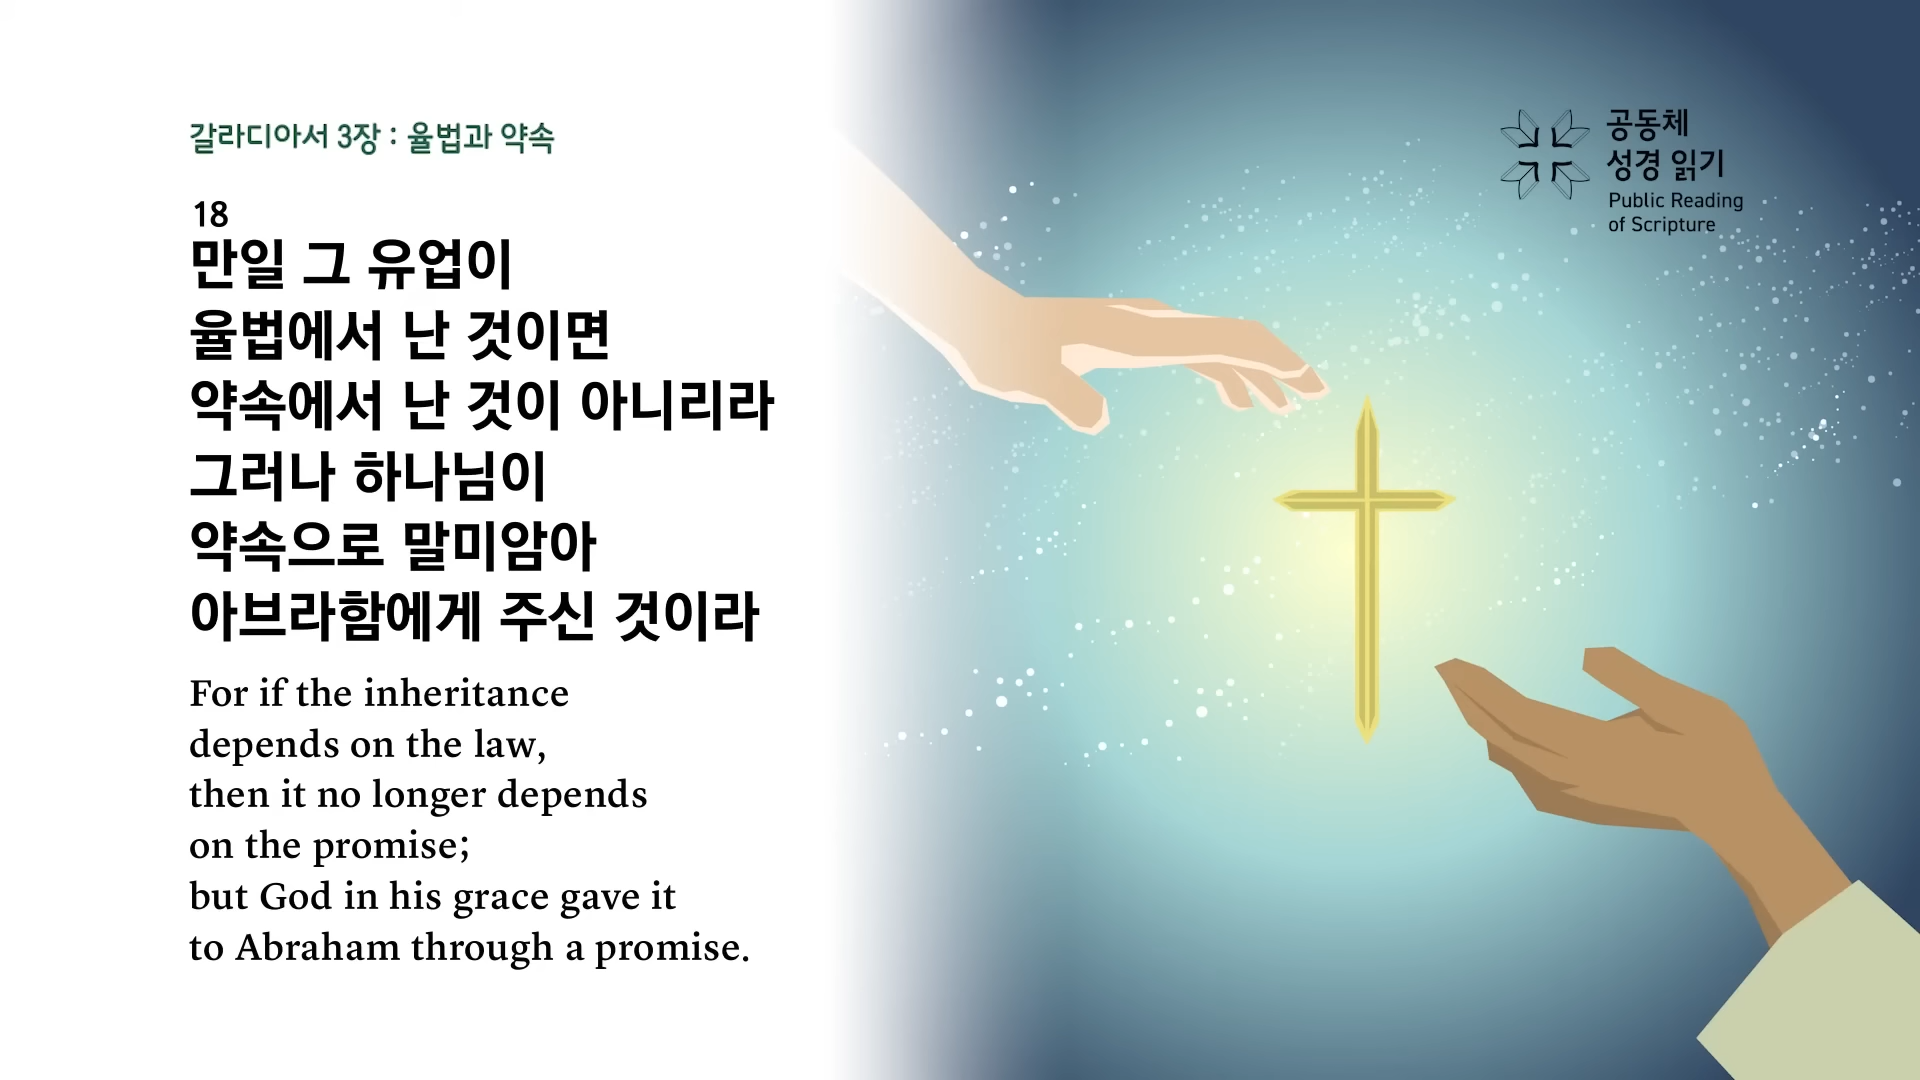 갈라디아서 3장 : 율법과 약속
18
만일 그 유업이
율법에서 난 것이면
약속에서 난 것이 아니리라
그러나 하나님이
약속으로 말미암아
아브라함에게 주신 것이라
For if the inheritance
depends on the law,
then it no longer depends
on the promise;
but God in his grace gave it
to Abraham through a promise.
공동체
성경 읽기
Public Reading
of Scripture